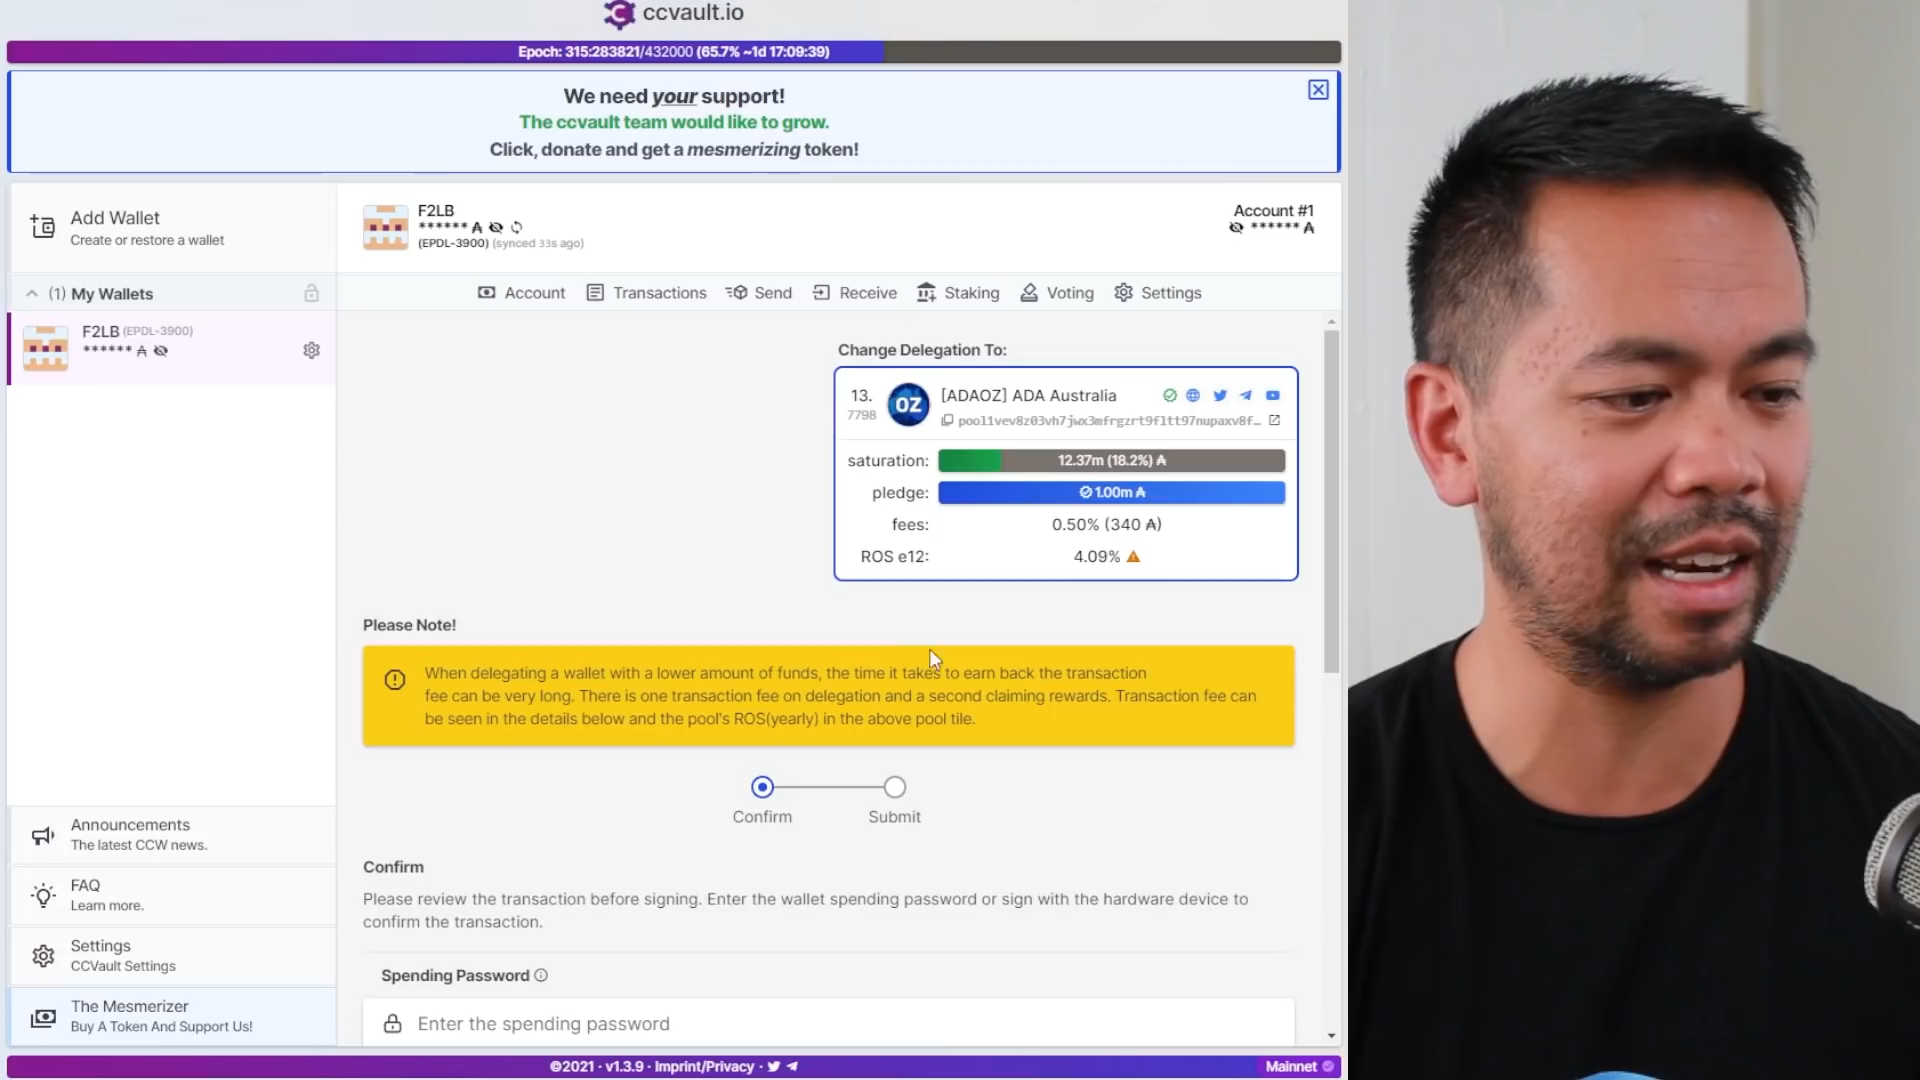 ccvault.io
Epoch: 315:283821/432000 (65.7% ~1d 17:09:39)
We need your support!
The ccvault team would like to grow.
Click, donate and get a mesmerizing token!
Add Wallet
Create or restore a wallet
(1) My Wallets
F2LB (EPDL-3900)
****** ₳
F2LB
****** ₳
(EPDL-3900) (synced 33s ago)
Account #1
****** ₳
Account
Transactions
Send
Receive
Staking
Voting
Settings
Change Delegation To:
13.
7798
OZ
[ADAOZ] ADA Australia
pool1vev8z03vh7jwx3mfrgzrt9fltt97nupaxv8f…
saturation: 12.37m (18.2%) ₳
pledge: 1.00m ₳
fees: 0.50% (340 ₳)
ROS e12: 4.09%
Please Note!
When delegating a wallet with a lower amount of funds, the time it takes to earn back the transaction
fee can be very long. There is one transaction fee on delegation and a second claiming rewards. Transaction fee can
be seen in the details below and the pool's ROS(yearly) in the above pool tile.
Confirm
Submit
Confirm
Please review the transaction before signing. Enter the wallet spending password or sign with the hardware device to
confirm the transaction.
Spending Password
Enter the spending password
Announcements
The latest CCW news.
FAQ
Learn more.
Settings
CCVault Settings
The Mesmerizer
Buy A Token And Support Us!
©2021 · v1.3.9 · Imprint/Privacy ·
Mainnet